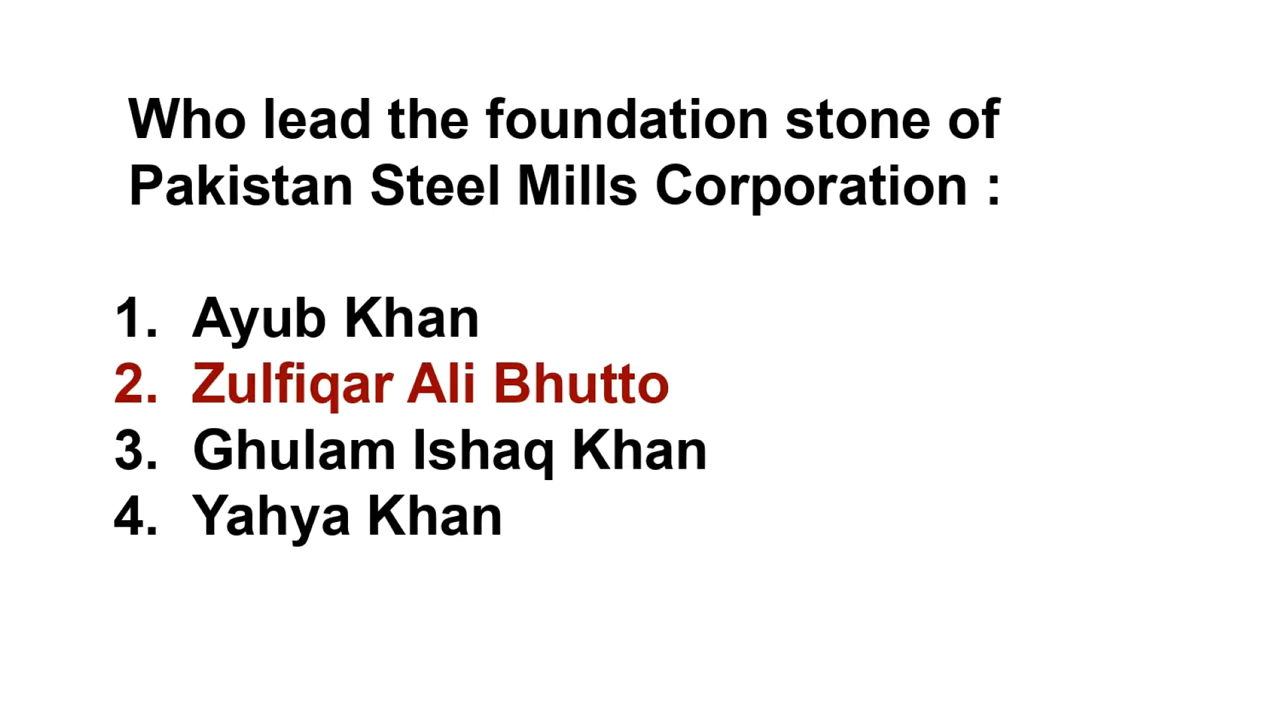 Who lead the foundation stone of
Pakistan Steel Mills Corporation :
1. Ayub Khan
2. Zulfiqar Ali Bhutto
3. Ghulam Ishaq Khan
4. Yahya Khan